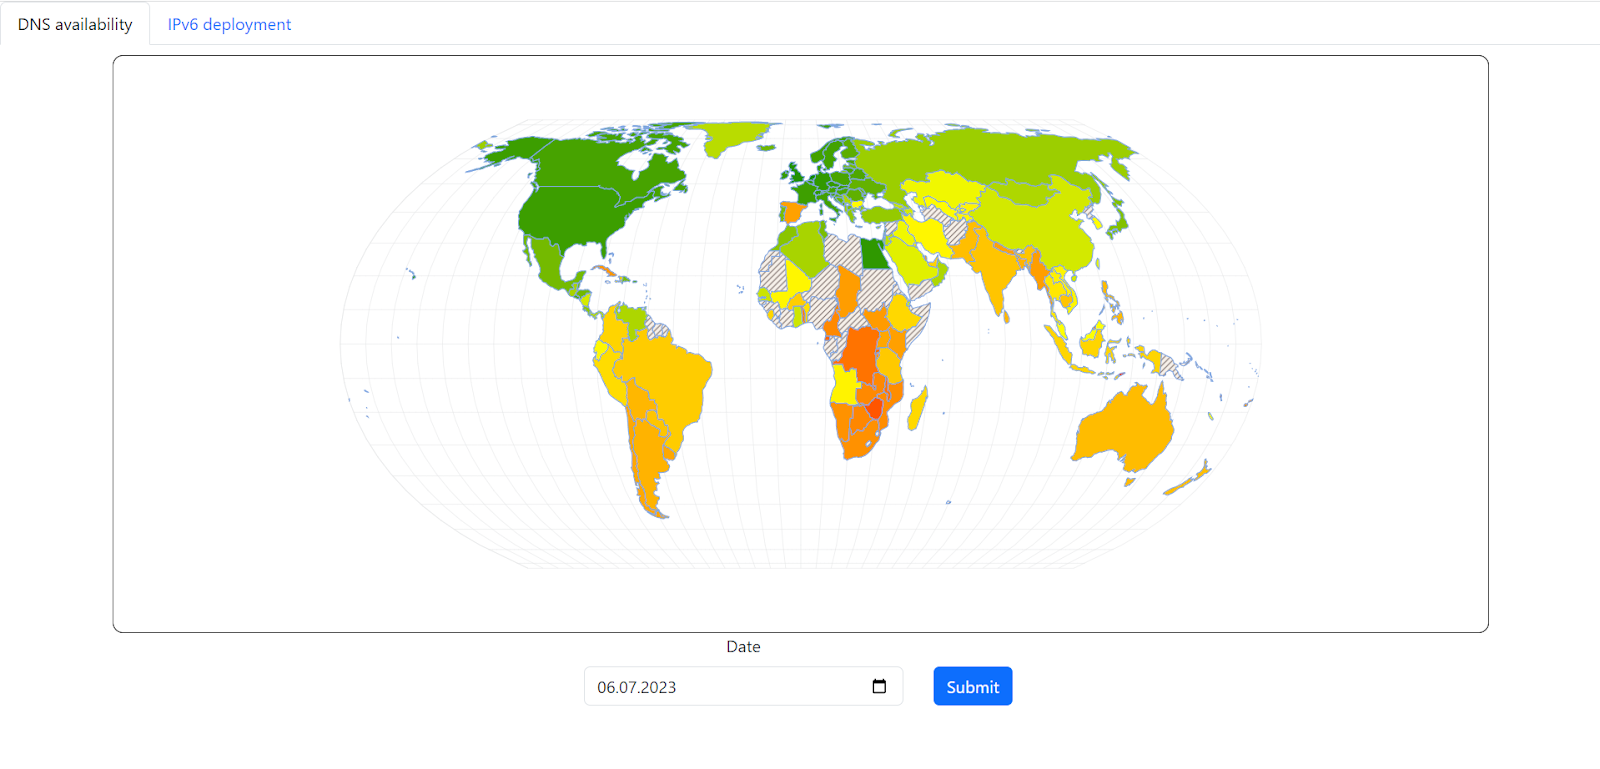 DNS availability IPv6 deployment
Date
06.07.2023
Submit